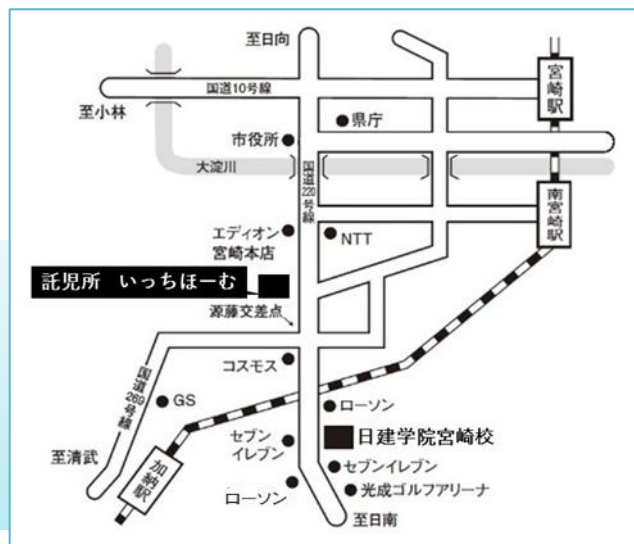 至日向
国道10号線
宮崎駅
至小林
県庁
市役所
大淀川
国道220号線
南宮崎駅
エディオン
宮崎本店
NTT
託児所 いっちほーむ
源藤交差点
コスモス
国道269号線
GS
ローソン
セブン
イレブン
日建学院宮崎校
至清武
加納駅
セブンイレブン
ローソン
光成ゴルフアリーナ
至日南